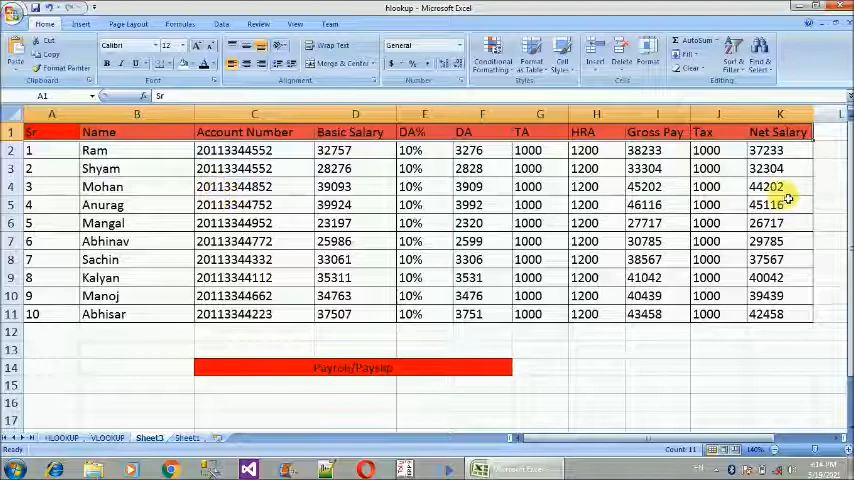 hlookup - Microsoft Excel
Home Insert Page Layout Formulas Data Review View Team
Cut Calibri 12 Wrap Text General AutoSum
Copy Fill
Paste Format Painter Merge & Center Conditional Formatting Format as Table Cell Styles Insert Delete Format Clear Sort & Filter Find & Select
Clipboard Font Alignment Number Styles Cells Editing
A1 Sr
A B C D E F G H I J K L
1 Sr Name Account Number Basic Salary DA% DA TA HRA Gross Pay Tax Net Salary
2 1 Ram 20113344552 32757 10% 3276 1000 1200 38233 1000 37233
3 2 Shyam 20113344552 28276 10% 2828 1000 1200 33304 1000 32304
4 3 Mohan 20113344852 39093 10% 3909 1000 1200 45202 1000 44202
5 4 Anurag 20113344752 39924 10% 3992 1000 1200 46116 1000 45116
6 5 Mangal 20113344952 23197 10% 2320 1000 1200 27717 1000 26717
7 6 Abhinav 20113344772 25986 10% 2599 1000 1200 30785 1000 29785
8 7 Sachin 20113344332 33061 10% 3306 1000 1200 38567 1000 37567
9 8 Kalyan 20113344112 35311 10% 3531 1000 1200 41042 1000 40042
10 9 Manoj 20113344662 34763 10% 3476 1000 1200 40439 1000 39439
11 10 Abhisar 20113344223 37507 10% 3751 1000 1200 43458 1000 42458
12
13
14 Payroll/Payslip
15
16
17
HLOOKUP VLOOKUP Sheet3 Sheet1
Ready Count: 11 140%
Microsoft Excel EN
3/19/2021